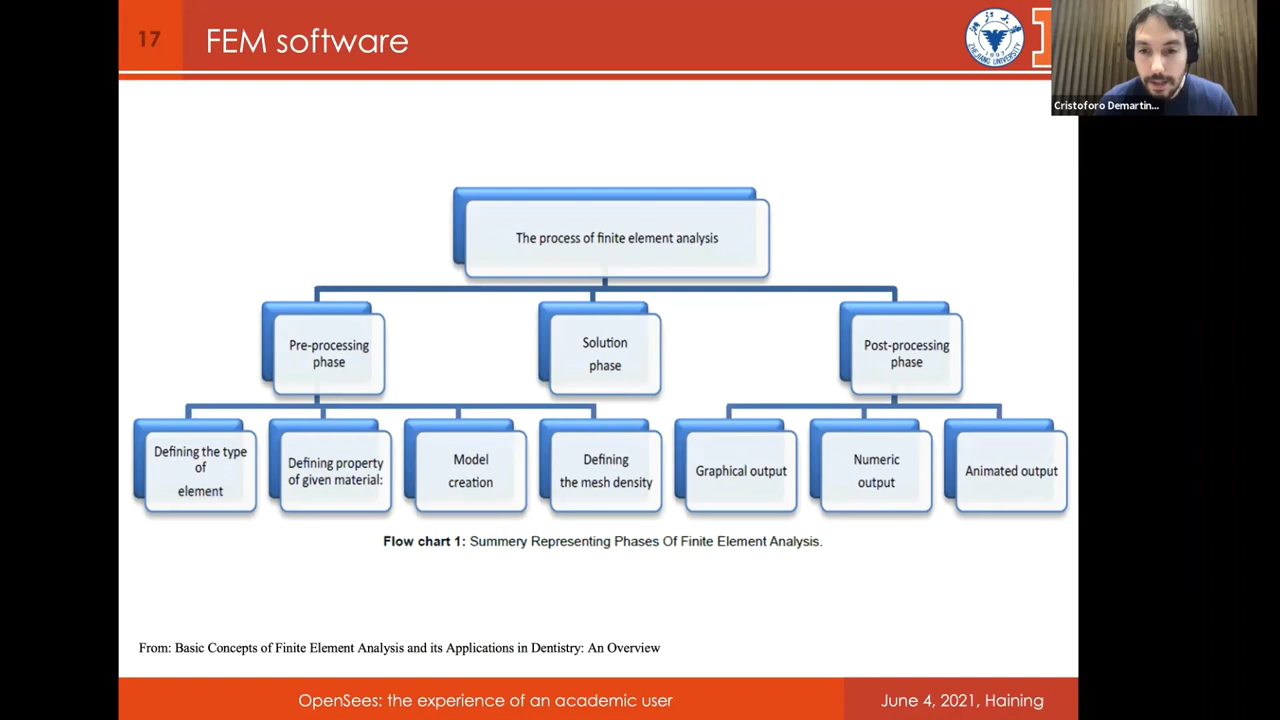 17
FEM software
ZHEJIANG UNIVERSITY
1897
Cristoforo Demartin...
The process of finite element analysis
Pre-processing
phase
Solution
phase
Post-processing
phase
Defining the type
of
element
Defining property
of given material:
Model
creation
Defining
the mesh density
Graphical output
Numeric
output
Animated output
Flow chart 1: Summery Representing Phases Of Finite Element Analysis.
From: Basic Concepts of Finite Element Analysis and its Applications in Dentistry: An Overview
OpenSees: the experience of an academic user
June 4, 2021, Haining